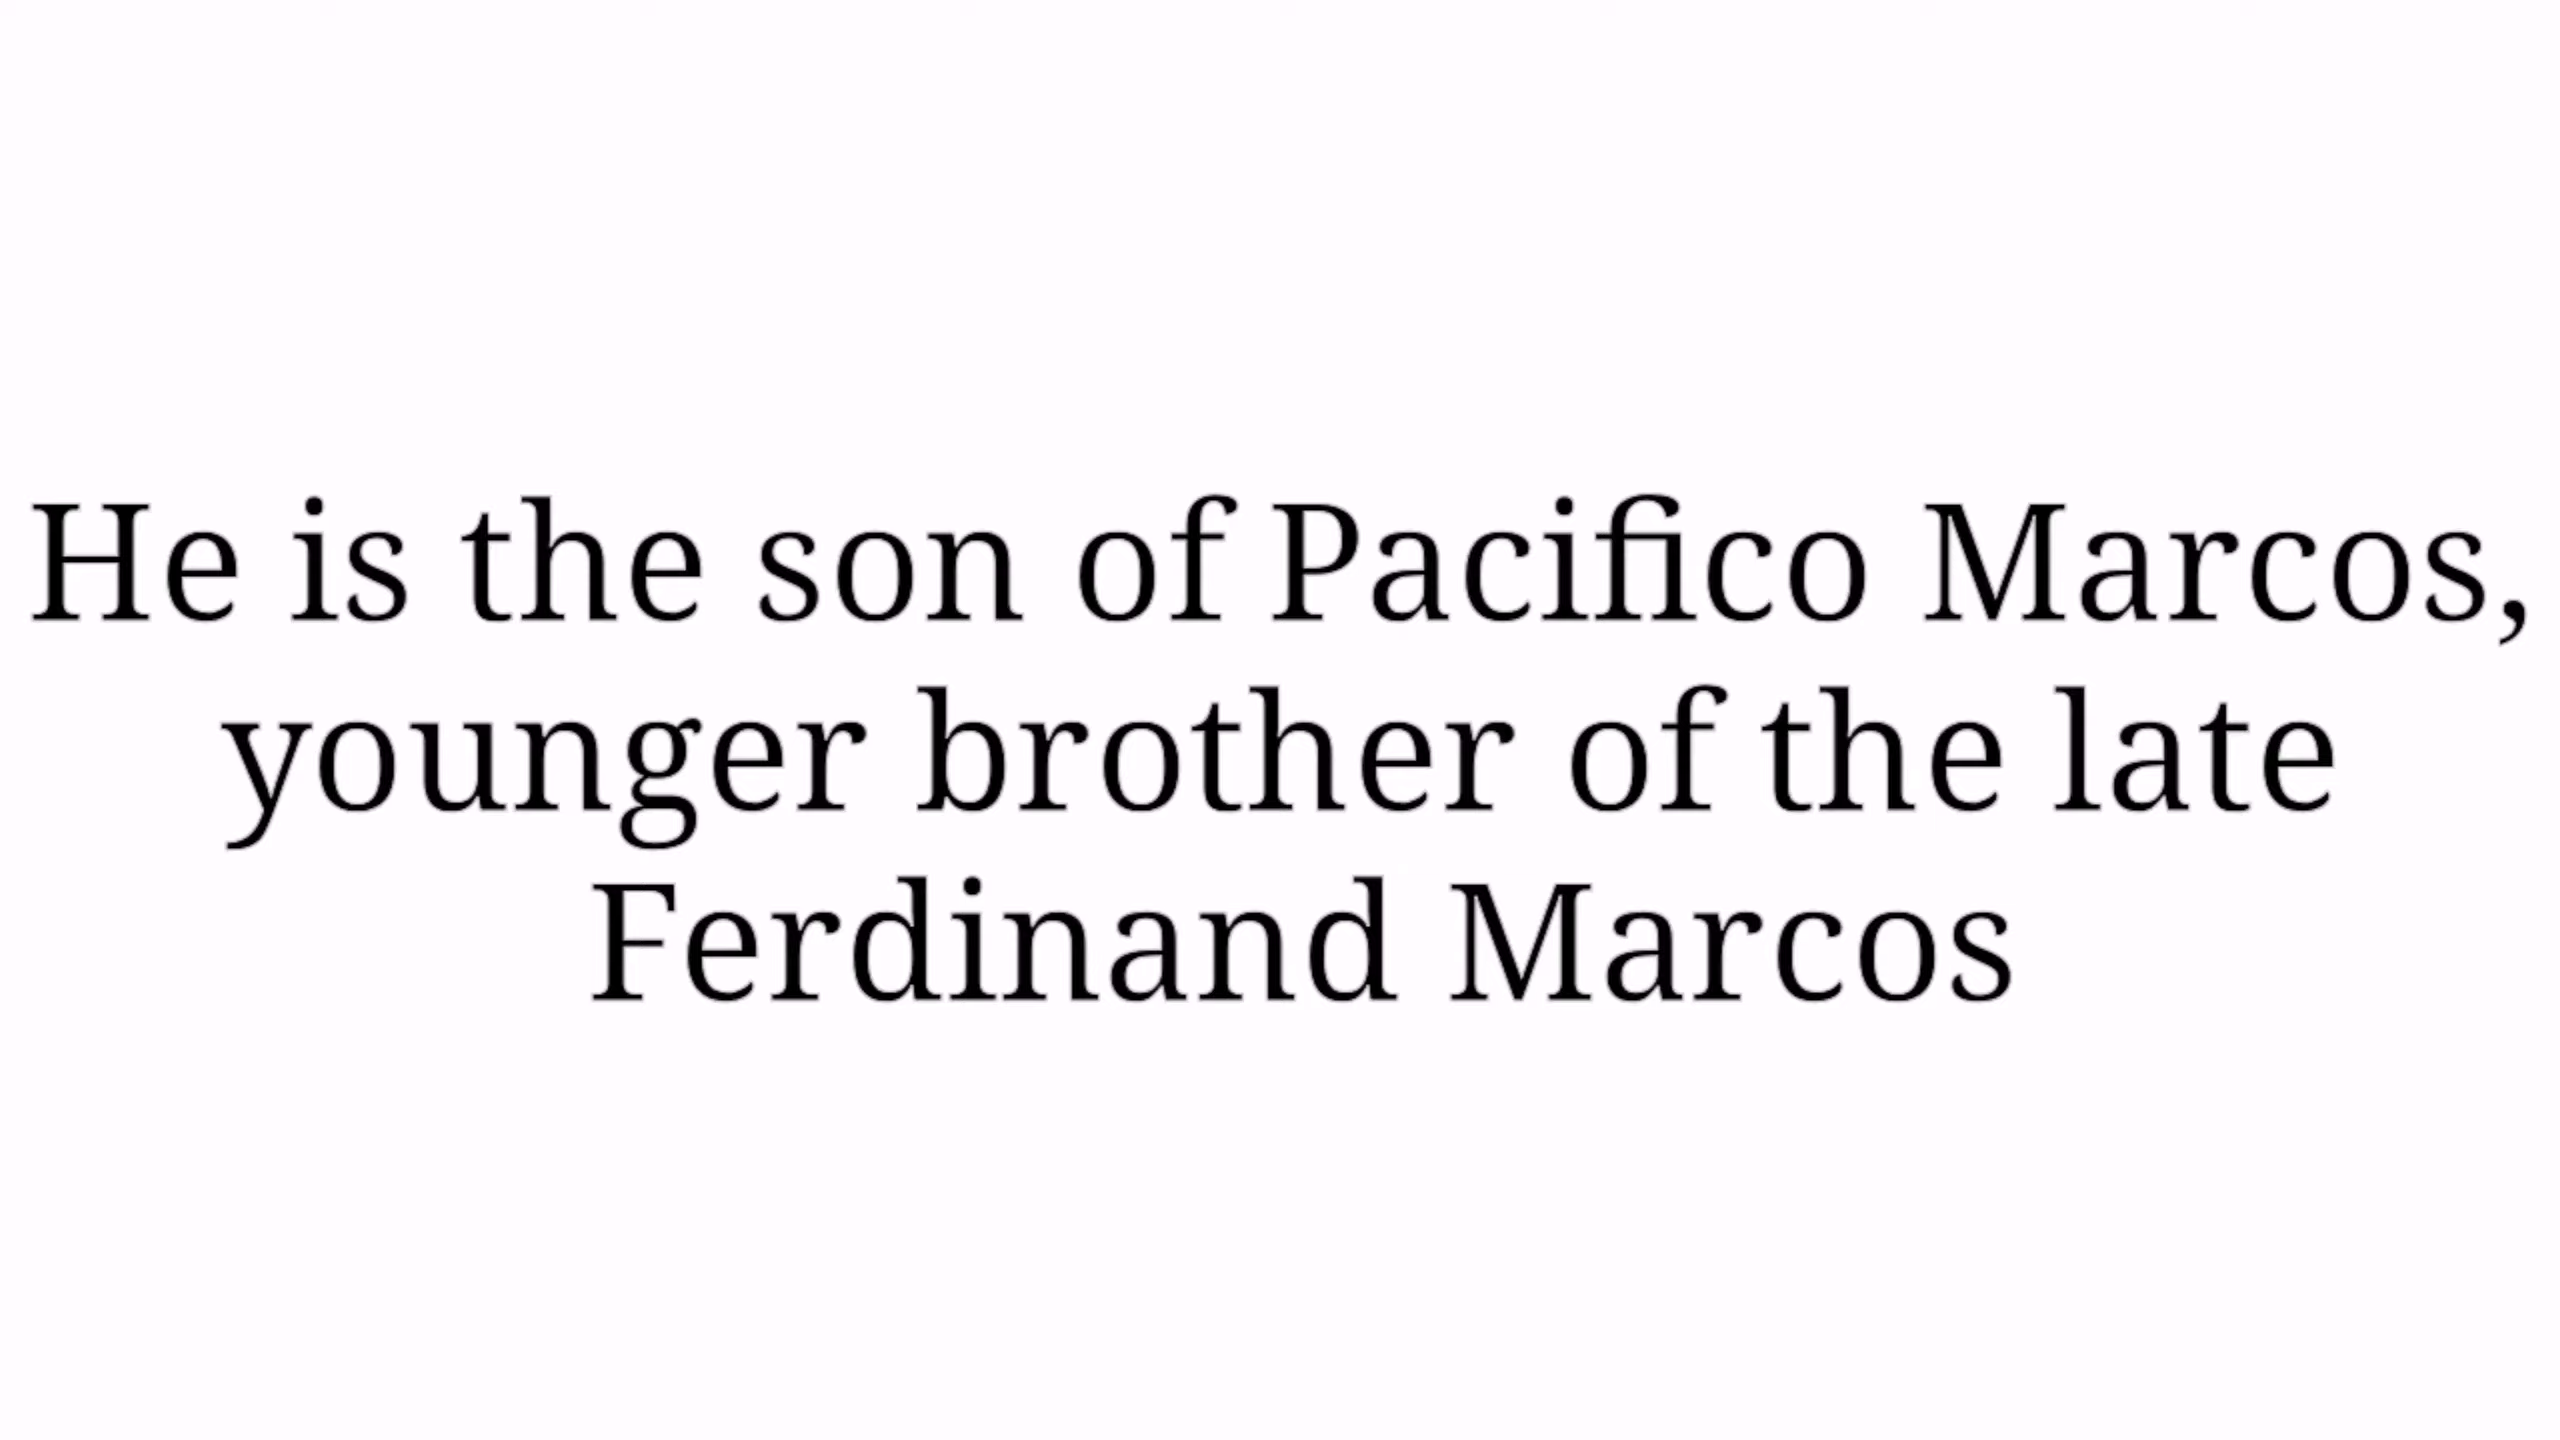 He is the son of Pacifico Marcos,
younger brother of the late
Ferdinand Marcos